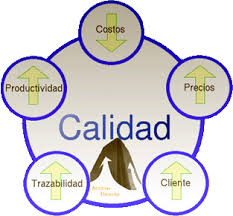 Costos
Productividad
Precios
Calidad
Trazabilidad
Cliente